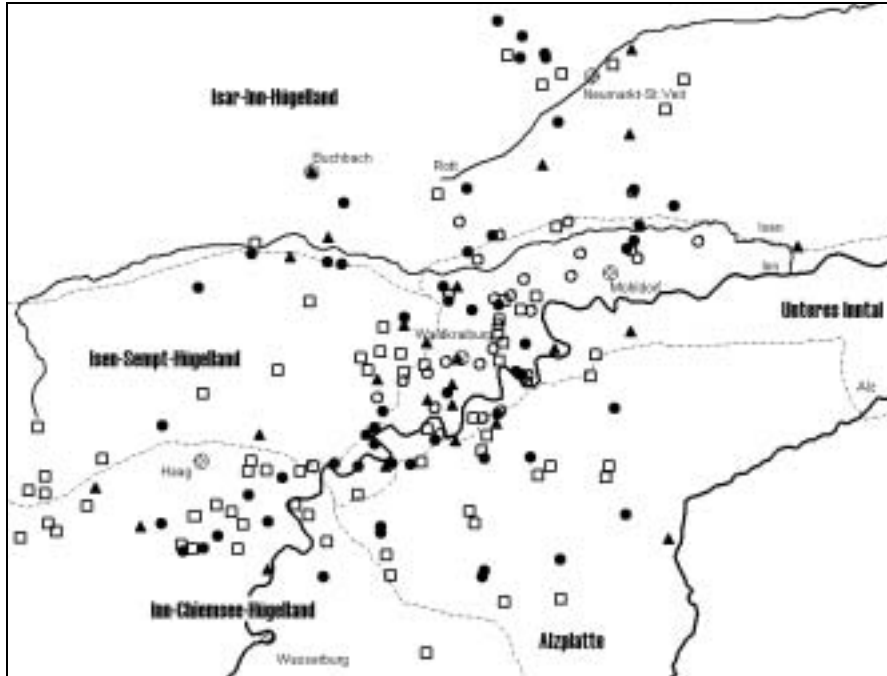 Isar-Inn-Hügelland
Neumarkt-St. Veit
Buchbach
Rott
Isen
Inn
Mühldorf
Unteres Inntal
Waldkraiburg
Isen-Sempt-Hügelland
Alz
Haag
Inn-Chiemsee-Hügelland
Alzplatte
Wasserburg